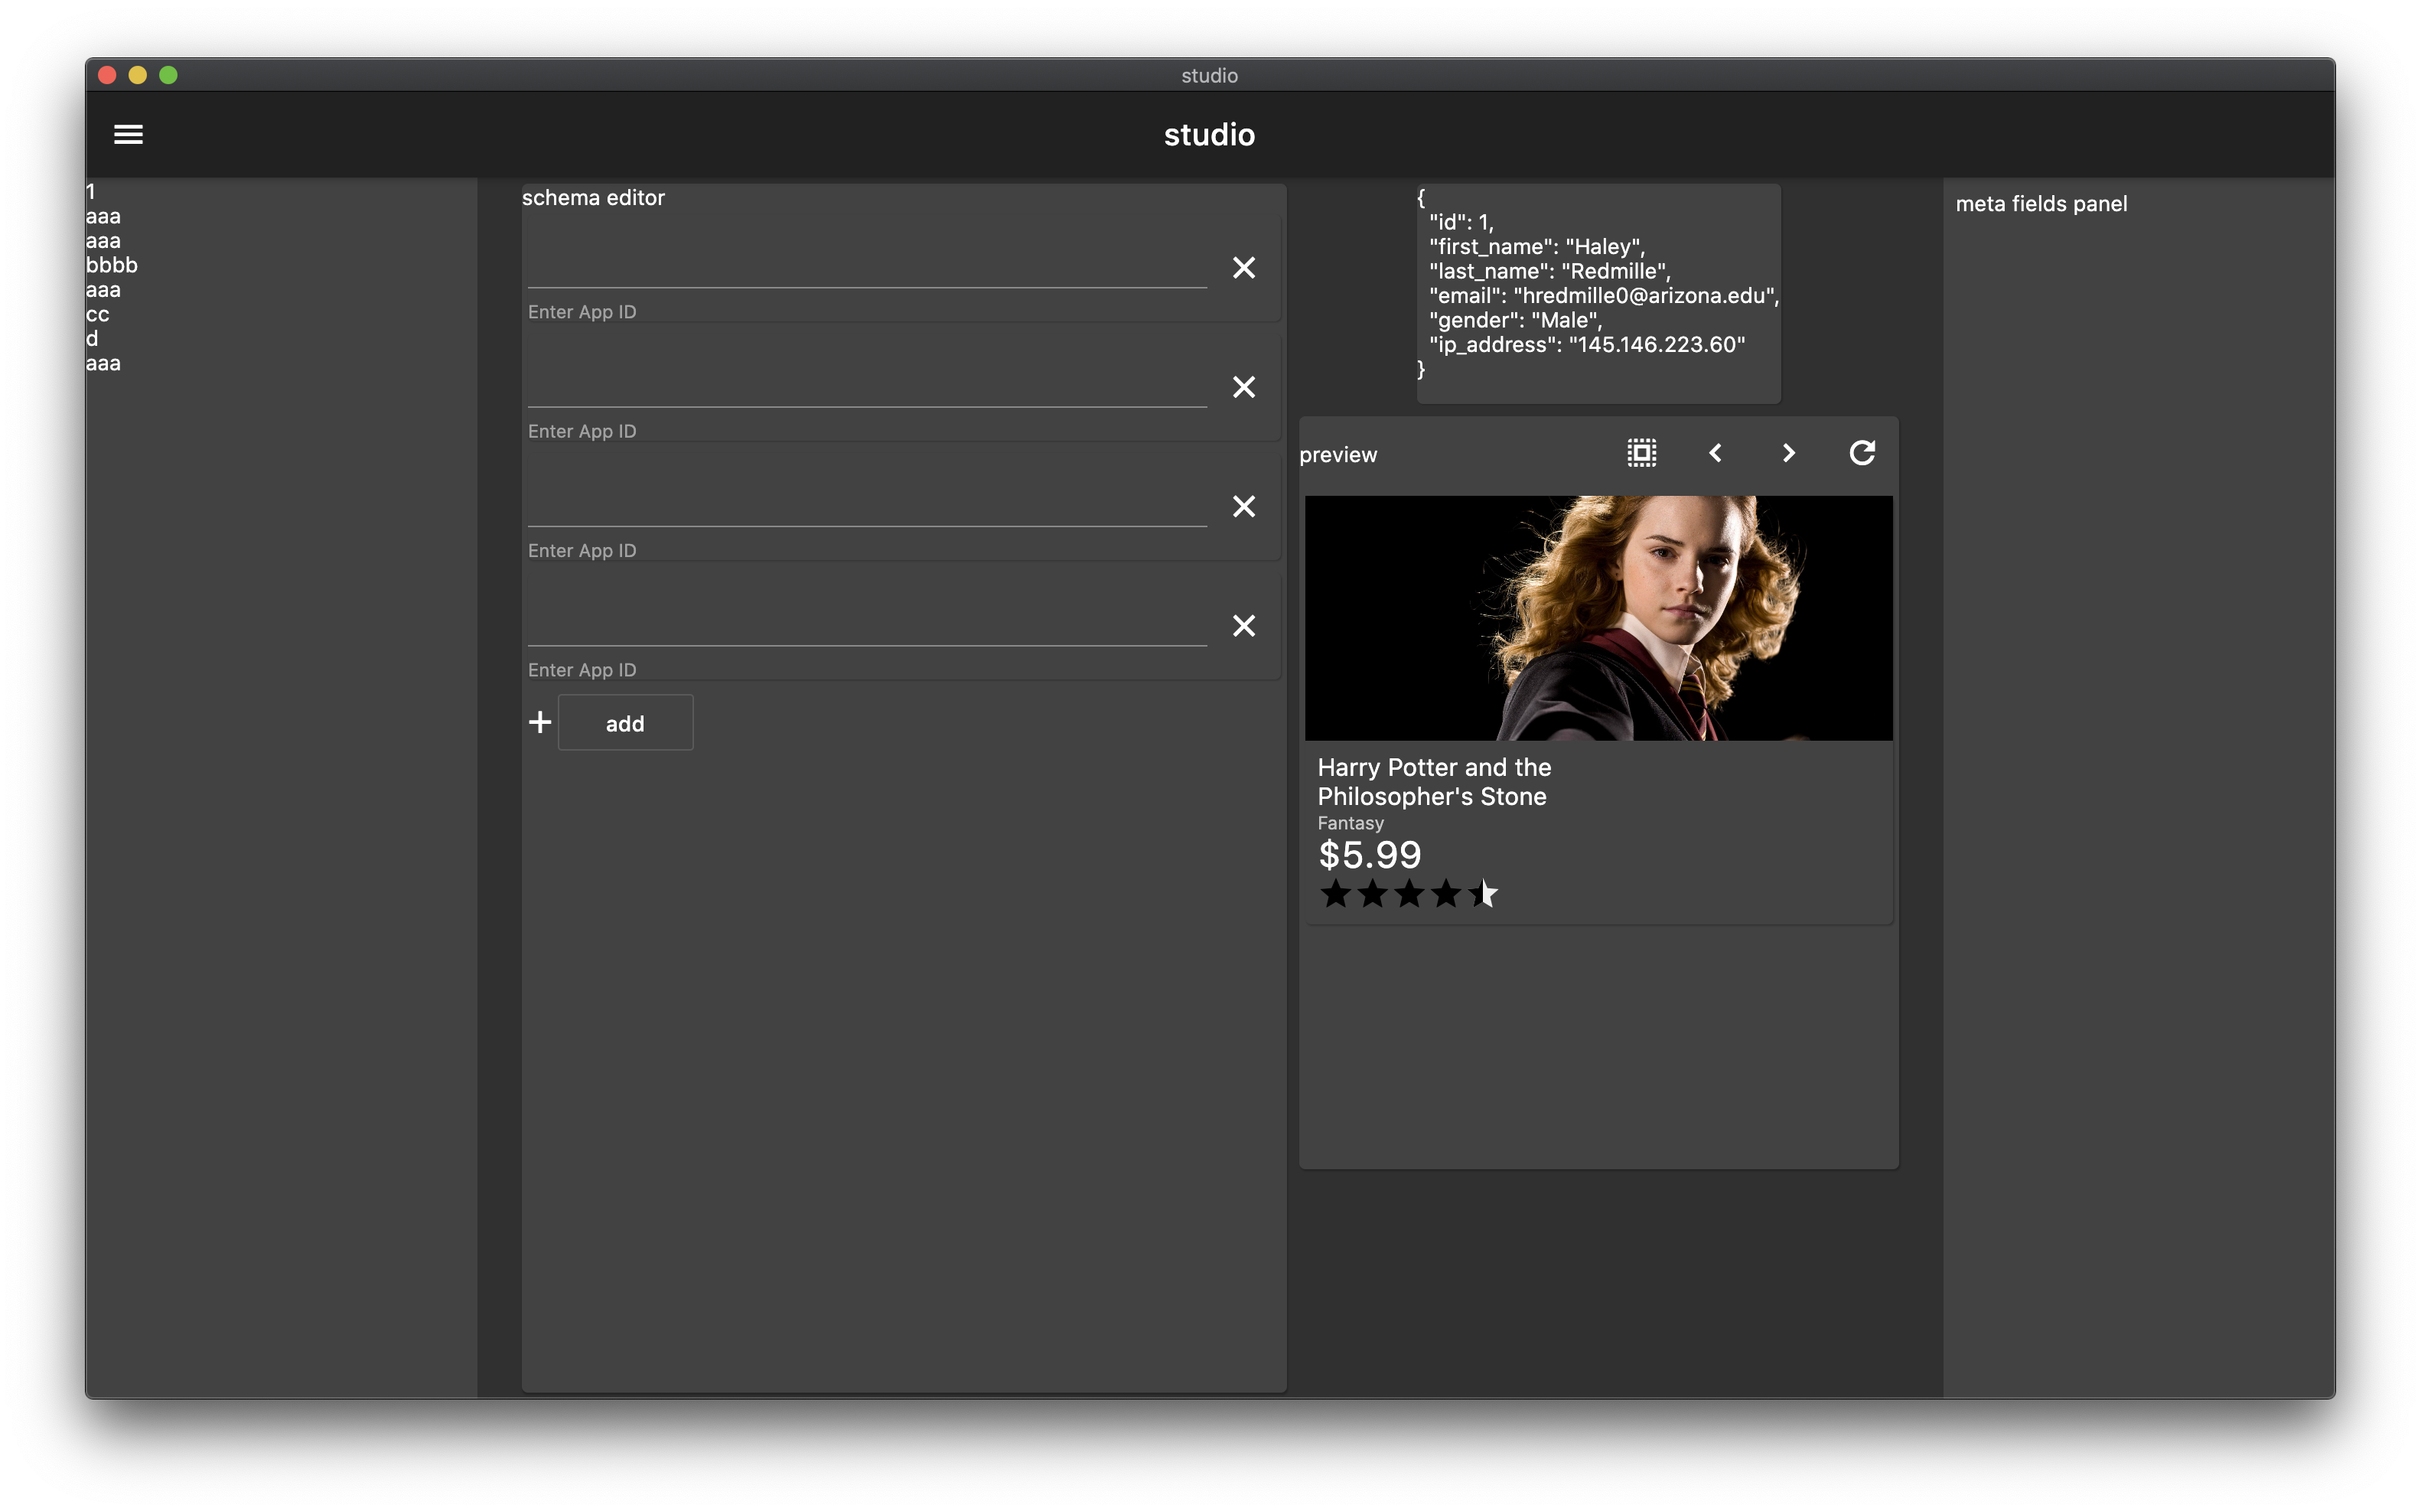 studio
studio
1
aaa
aaa
bbbb
aaa
cc
d
aaa
schema editor
Enter App ID
Enter App ID
Enter App ID
Enter App ID
add
{
"id": 1,
"first_name": "Haley",
"last_name": "Redmille",
"email": "hredmille0@arizona.edu",
"gender": "Male",
"ip_address": "145.146.223.60"
}
preview
Harry Potter and the
Philosopher's Stone
Fantasy
$5.99
meta fields panel